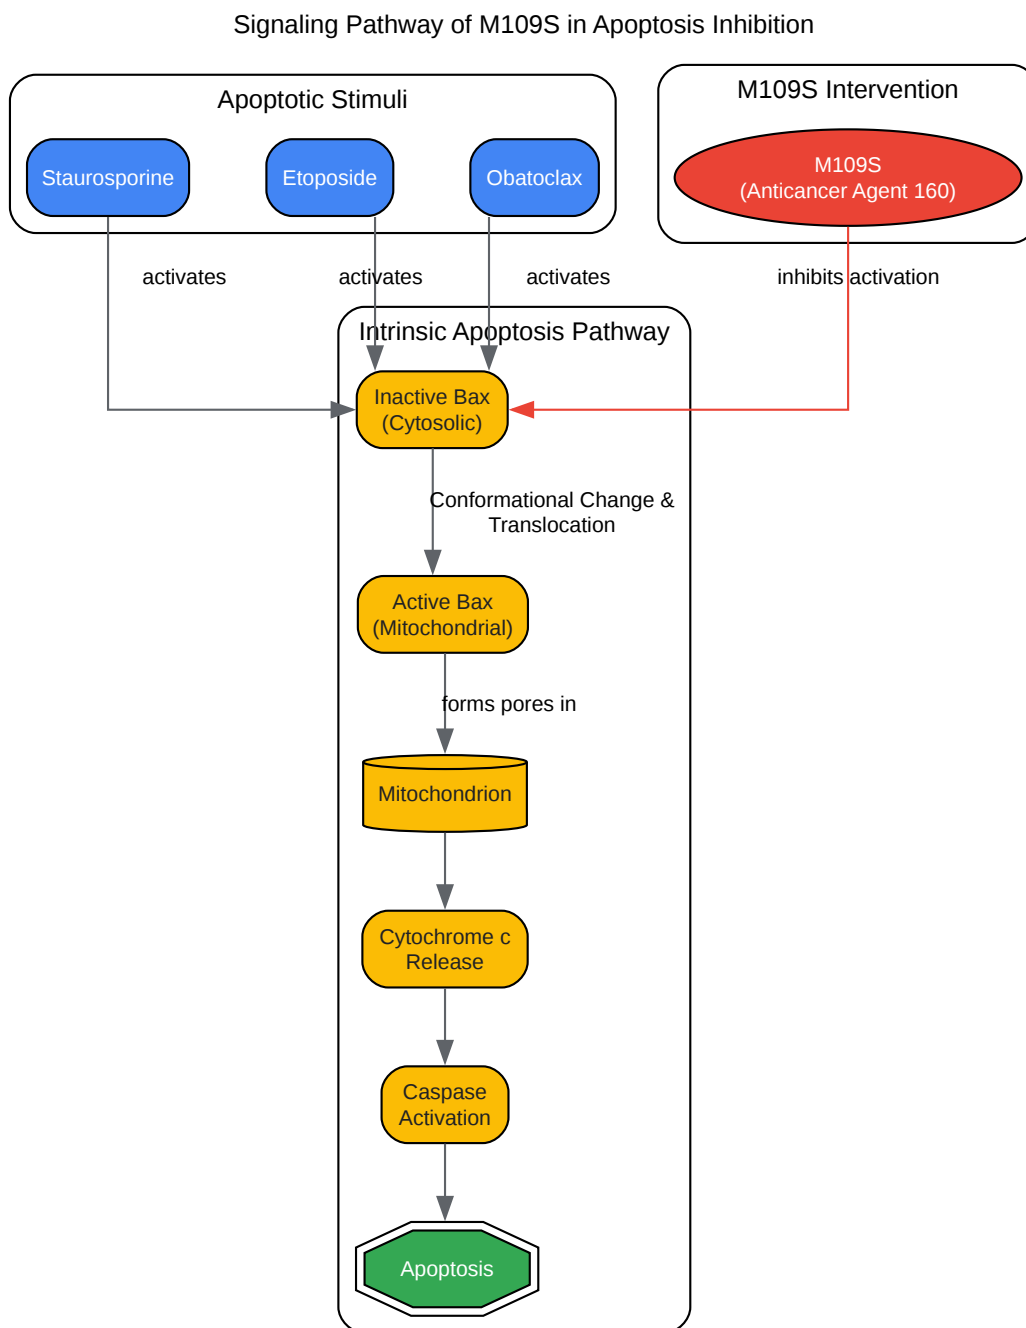 Signaling Pathway of M109S in Apoptosis Inhibition
Apoptotic Stimuli
M109S Intervention
Staurosporine
Etoposide
Obatoclax
M109S
(Anticancer Agent 160)
activates
activates
activates
inhibits activation
Intrinsic Apoptosis Pathway
Inactive Bax
(Cytosolic)
Conformational Change &
Translocation
Active Bax
(Mitochondrial)
forms pores in
Mitochondrion
Cytochrome c
Release
Caspase
Activation
Apoptosis